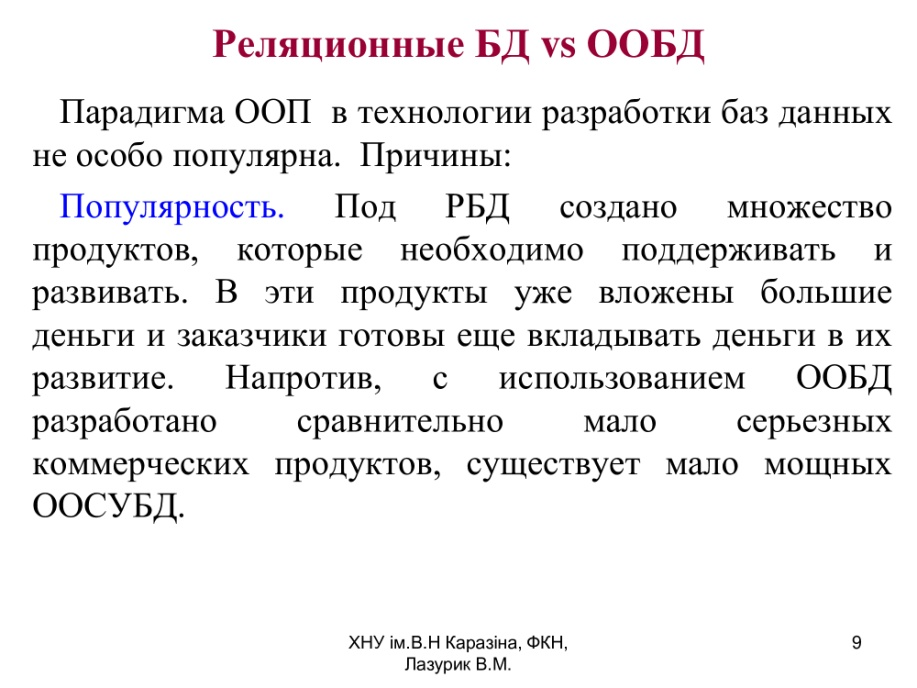 Реляционные БД vs ООБД
Парадигма ООП в технологии разработки баз данных
не особо популярна. Причины:
Популярность. Под РБД создано множество
продуктов, которые необходимо поддерживать и
развивать. В эти продукты уже вложены большие
деньги и заказчики готовы еще вкладывать деньги в их
развитие. Напротив, с использованием ООБД
разработано сравнительно мало серьезных
коммерческих продуктов, существует мало мощных
ООСУБД.
ХНУ ім.В.Н Каразіна, ФКН,
Лазурик В.М.
9